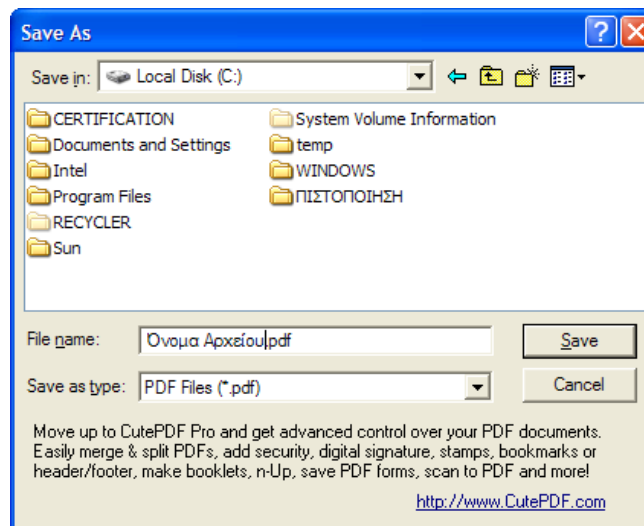 Save As
Save in: Local Disk (C:)
CERTIFICATION
Documents and Settings
Intel
Program Files
RECYCLER
Sun
System Volume Information
temp
WINDOWS
ΠΙΣΤΟΠΟΙΗΣΗ
File name: Όνομα Αρχείου.pdf
Save
Save as type: PDF Files (*.pdf)
Cancel
Move up to CutePDF Pro and get advanced control over your PDF documents.
Easily merge & split PDFs, add security, digital signature, stamps, bookmarks or
header/footer, make booklets, n-Up, save PDF forms, scan to PDF and more!
http://www.CutePDF.com